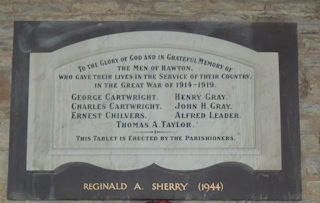 TO THE GLORY OF GOD AND IN GRATEFUL MEMORY OF
THE MEN OF HAWTON,
WHO GAVE THEIR LIVES IN THE SERVICE OF THEIR COUNTRY,
IN THE GREAT WAR OF 1914-1919.
GEORGE CARTWRIGHT. HENRY GRAY.
CHARLES CARTWRIGHT. JOHN H. GRAY.
ERNEST CHILVERS. ALFRED LEADER.
THOMAS A. TAYLOR.
THIS TABLET IS ERECTED BY THE PARISHIONERS.
REGINALD A. SHERRY (1944)